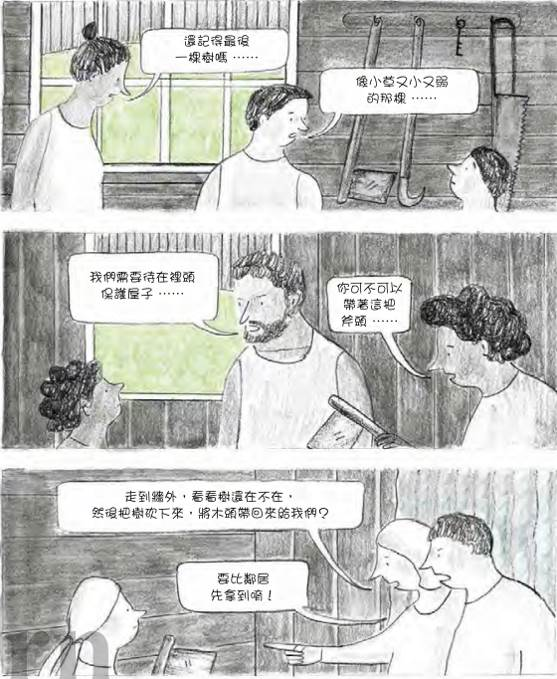 還記得最後
一棵樹嗎……
像小草又小又弱
的那棵……
我們需要待在裡頭
保護屋子……
你可不可以
帶著這把
斧頭……
走到牆外，看看樹還在不在，
然後把樹砍下來，將木頭帶回來給我們？
要比鄰居
先拿到唷！